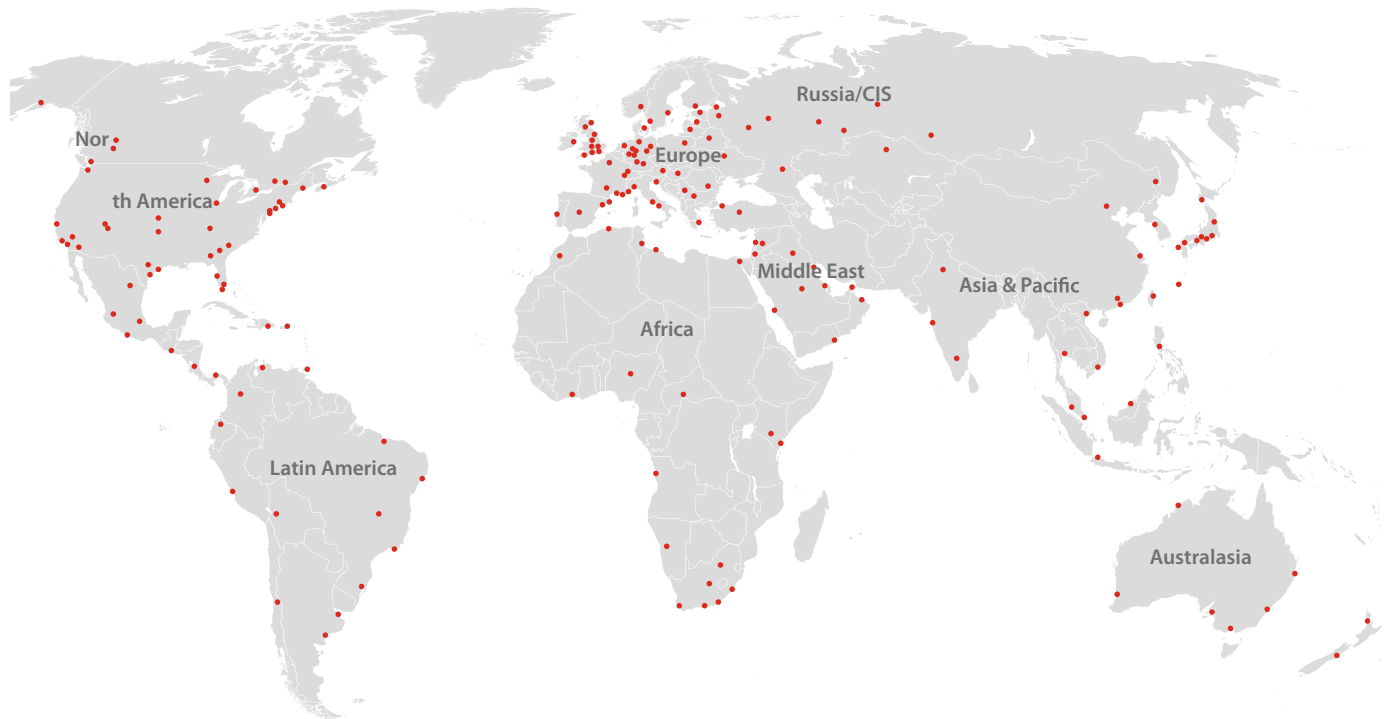 Russia/CIS
Nor
Europe
th America
Middle East
Asia & Pacific
Africa
Latin America
Australasia